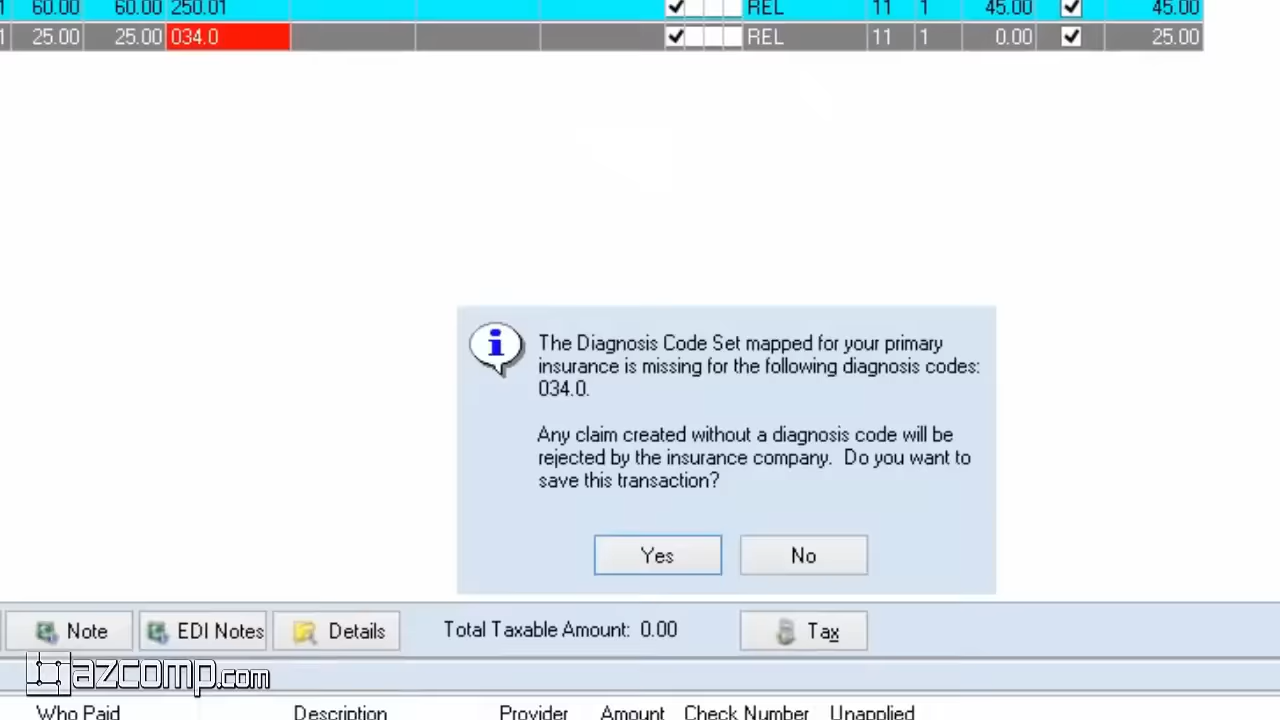 1 60.00 60.00 250.01 REL 11 1 45.00 45.00
1 25.00 25.00 034.0 REL 11 1 0.00 25.00
The Diagnosis Code Set mapped for your primary
insurance is missing for the following diagnosis codes:
034.0.
Any claim created without a diagnosis code will be
rejected by the insurance company. Do you want to
save this transaction?
Yes No
Note EDI Notes Details Total Taxable Amount: 0.00 Tax
azcomp.com
Who Paid Description Provider Amount Check Number Unapplied